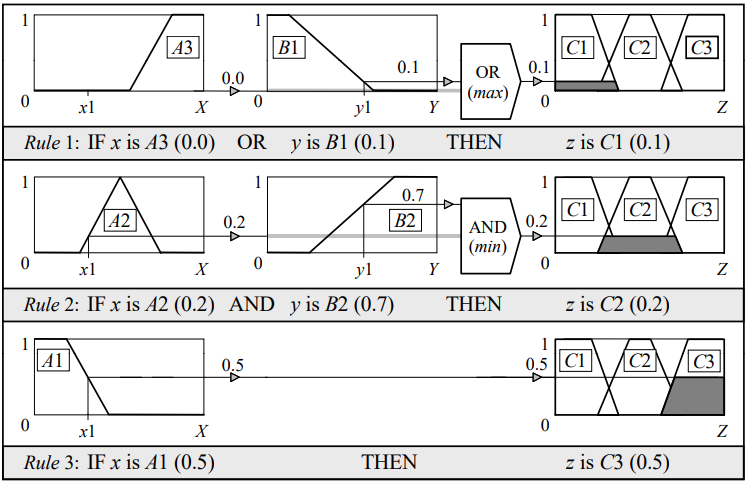 1 A3 1 B1 0.1 OR (max) 0.1 1 C1 C2 C3
0 x1 X 0.0 0 y1 Y 0 Z
Rule 1: IF x is A3 (0.0) OR y is B1 (0.1) THEN z is C1 (0.1)
1 A2 0.2 1 0.7 B2 AND (min) 0.2 1 C1 C2 C3
0 x1 X 0 y1 Y 0 Z
Rule 2: IF x is A2 (0.2) AND y is B2 (0.7) THEN z is C2 (0.2)
1 A1 0.5 0.5 1 C1 C2 C3
0 x1 X 0 Z
Rule 3: IF x is A1 (0.5) THEN z is C3 (0.5)